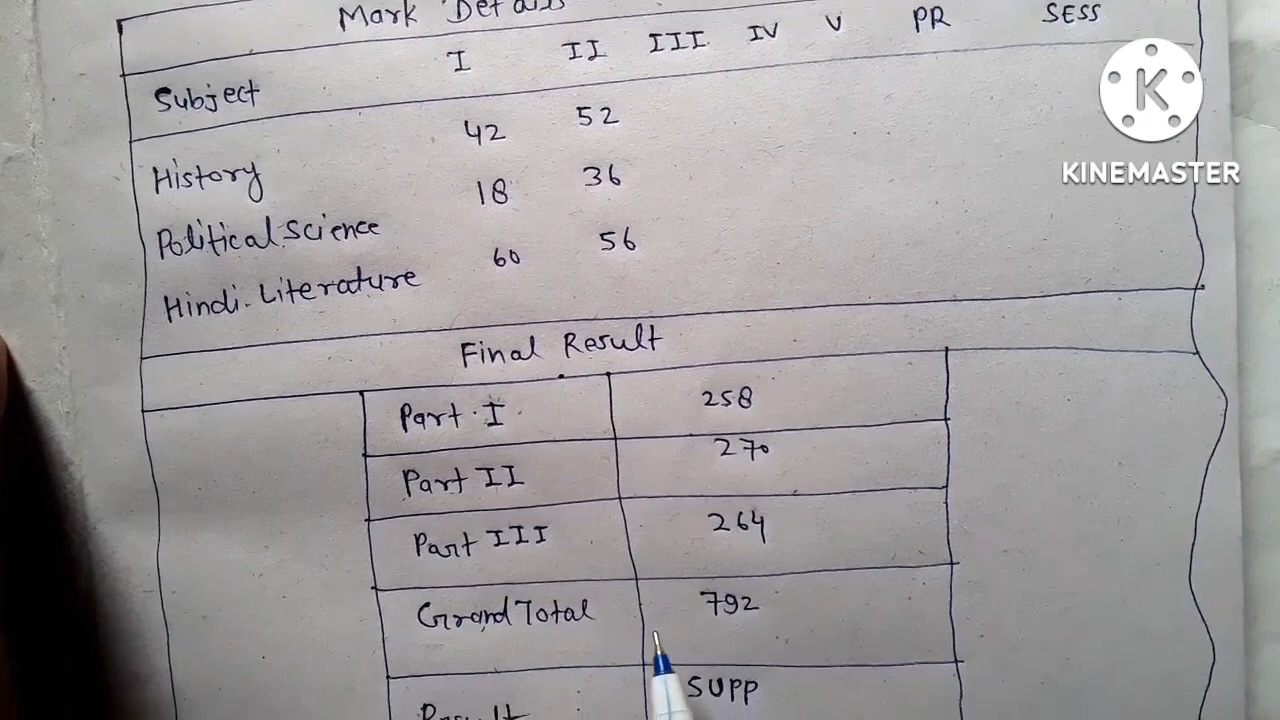 Mark Details
Subject I II III IV V PR SESS
History 42 52
Political Science 18 36
Hindi. Literature 60 56
Final Result
Part I 258
Part II 270
Part III 264
Grand Total 792
Result SUPP
KINEMASTER